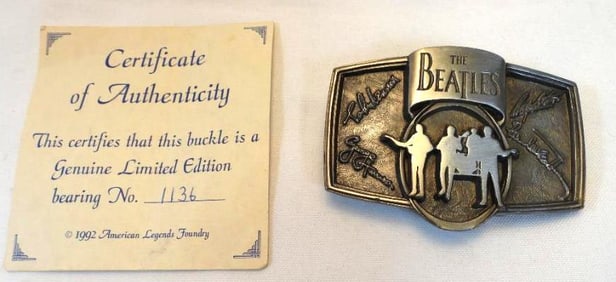 Certificate
of Authenticity
This certifies that this buckle is a
Genuine Limited Edition
bearing No. 1136
© 1992 American Legends Foundry
THE
BEATLES